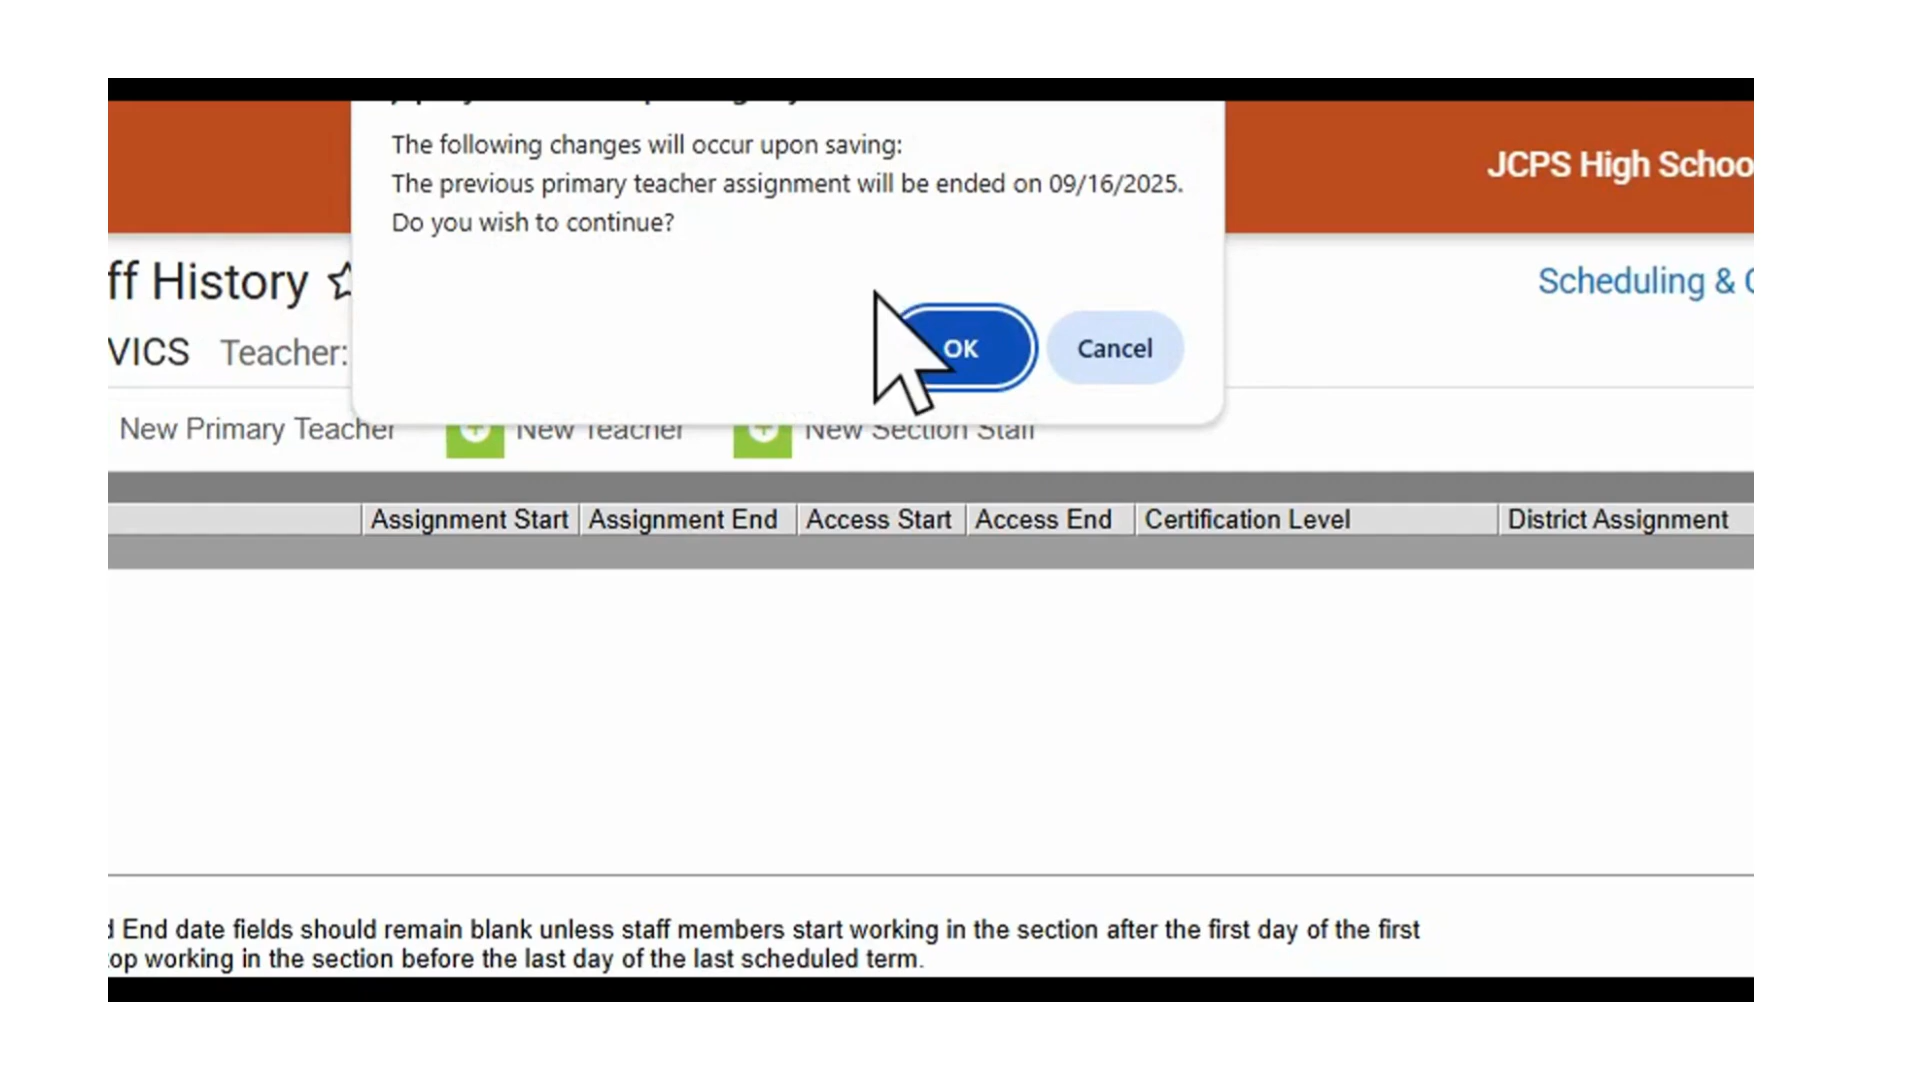 The following changes will occur upon saving:
The previous primary teacher assignment will be ended on 09/16/2025.
Do you wish to continue?
JCPS High Schoo
OK
Cancel
ff History
Scheduling &
VICS Teacher:
New Primary Teacher New Teacher New Section Staff
Assignment Start Assignment End Access Start Access End Certification Level District Assignment
End date fields should remain blank unless staff members start working in the section after the first day of the first
op working in the section before the last day of the last scheduled term.